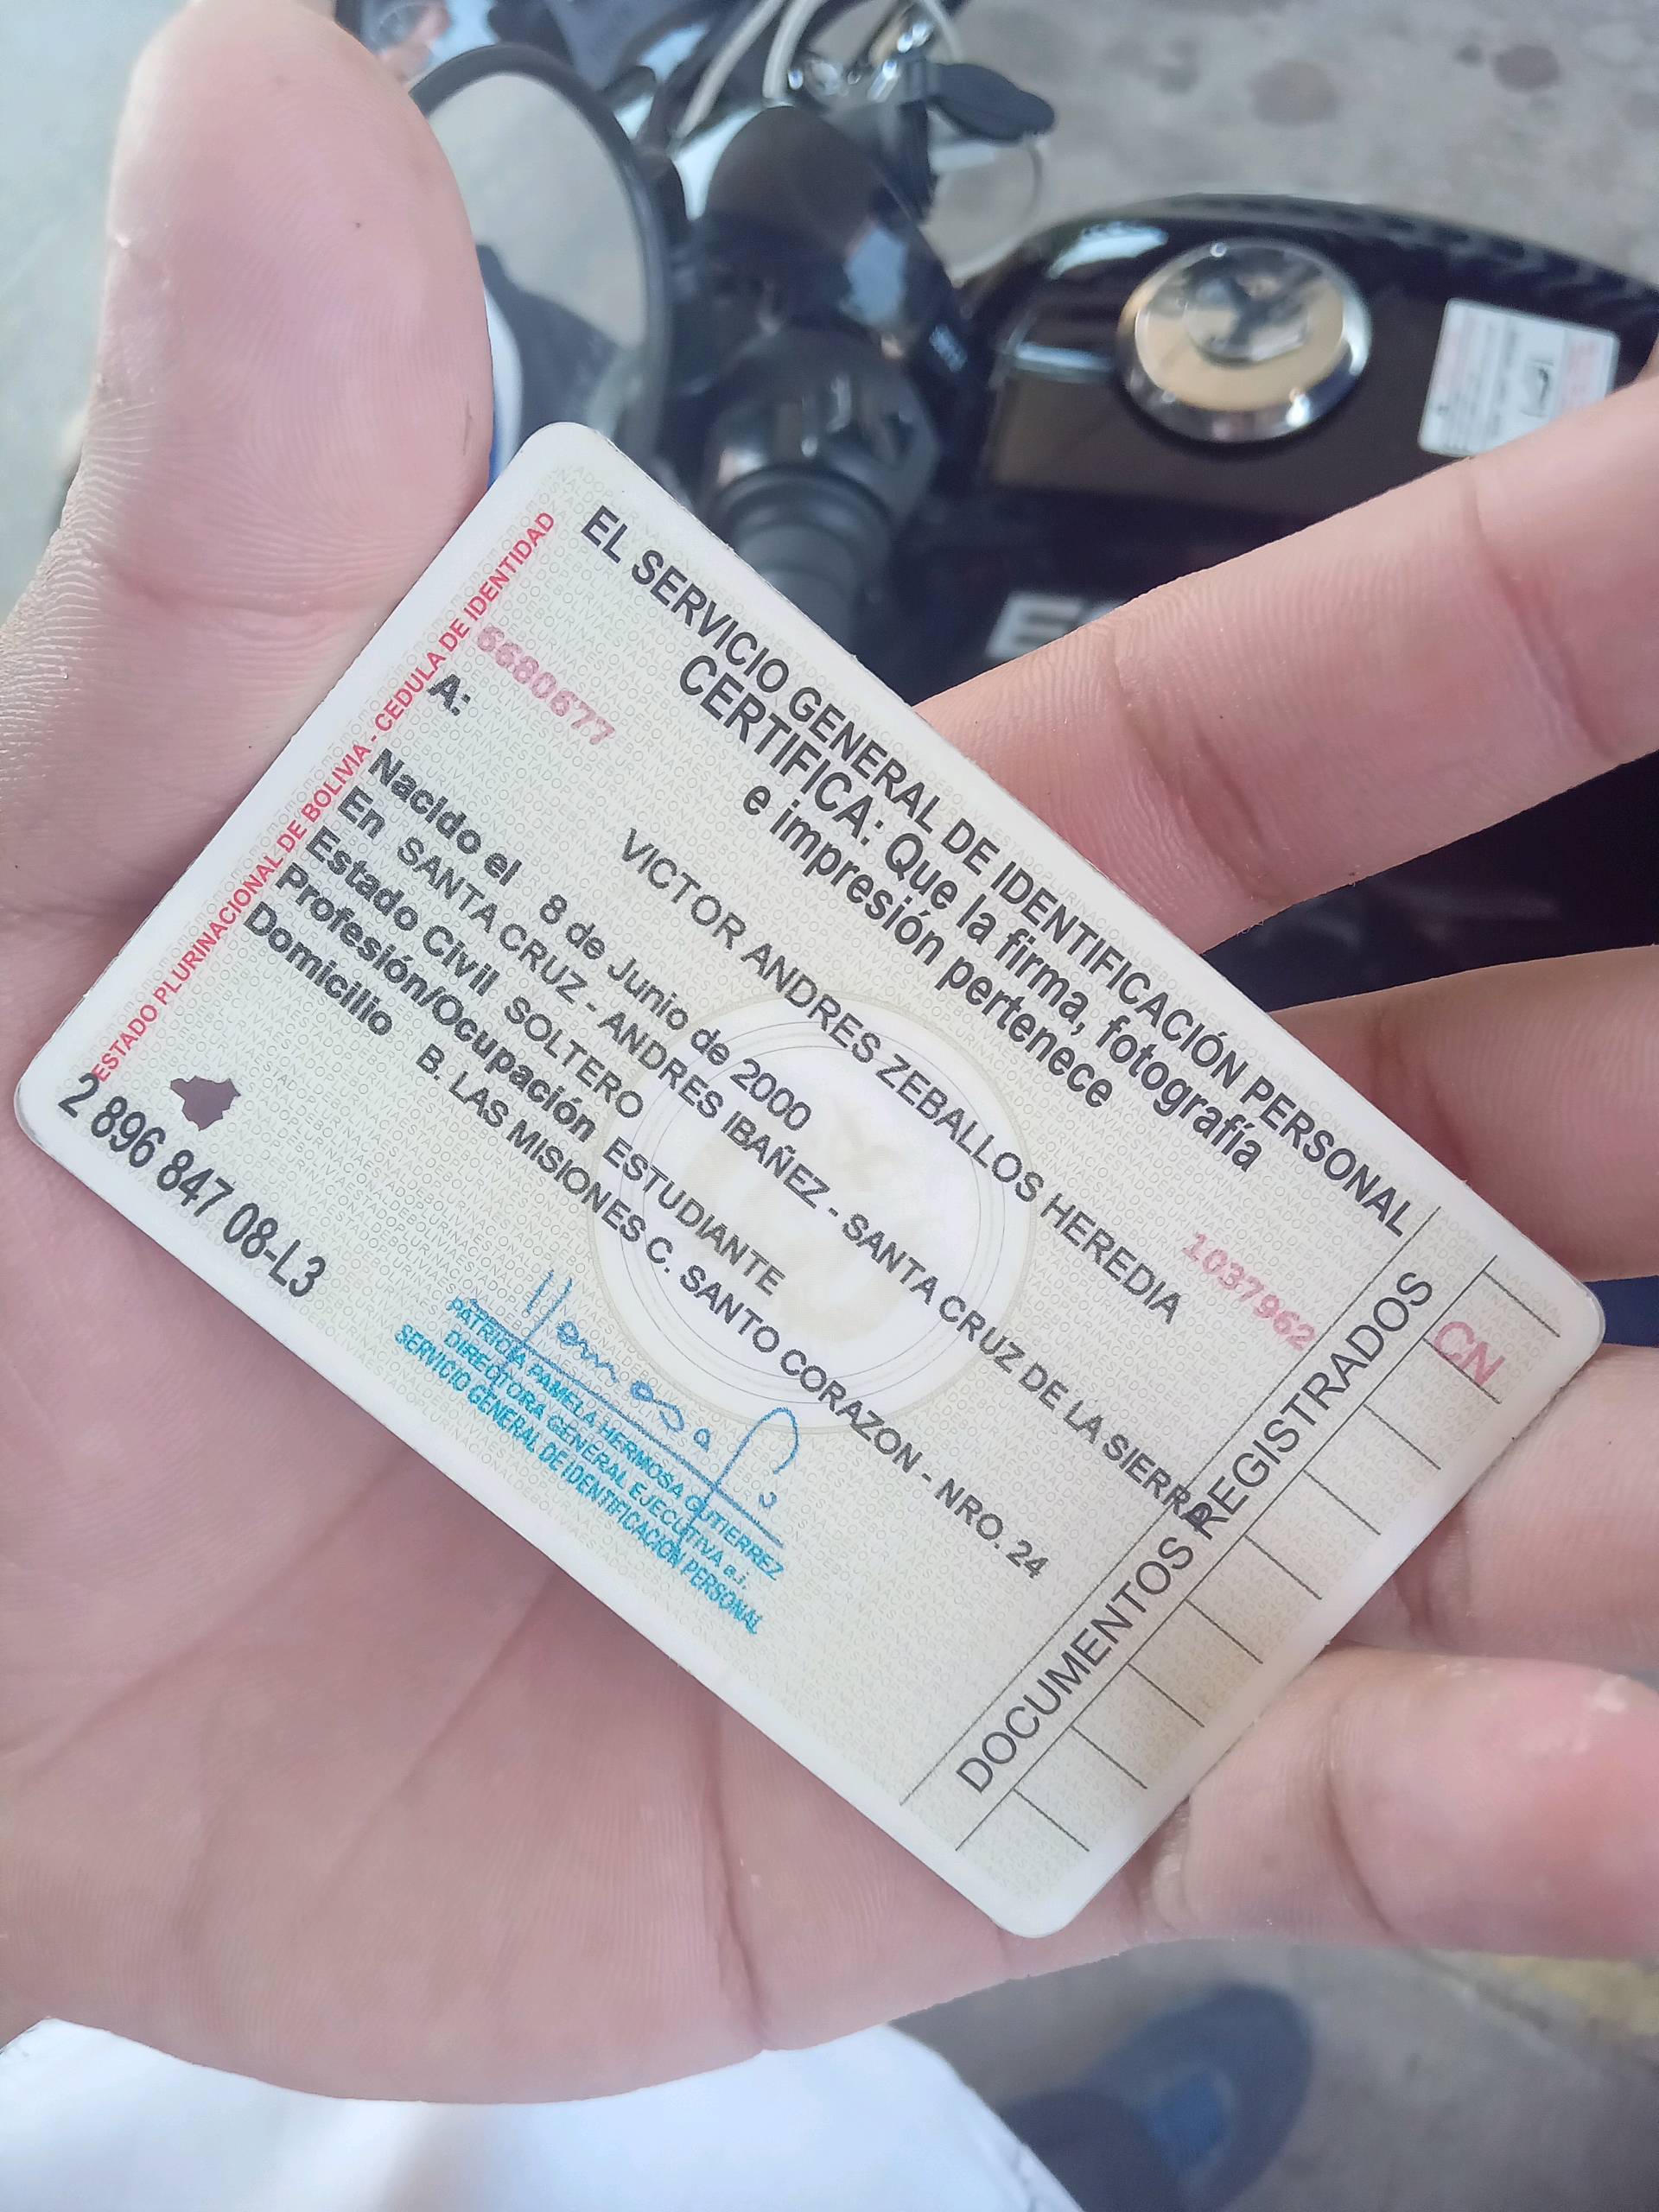 EL SERVICIO GENERAL DE IDENTIFICACIÓN PERSONAL
CERTIFICA: Que la firma, fotografía
e impresión pertenece
5680677
1037962
A:
VICTOR ANDRES ZEBALLOS HEREDIA
Nacido el 8 de Junio de 2000
En SANTA CRUZ - ANDRES IBAÑEZ - SANTA CRUZ DE LA SIERRA
Estado Civil SOLTERO
Profesión/Ocupación ESTUDIANTE
Domicilio B. LAS MISIONES C. SANTO CORAZON - NRO. 24
PATRICIA PAMELA HERMOSA GUTIERREZ
DIRECTORA GENERAL EJECUTIVA a.i.
SERVICIO GENERAL DE IDENTIFICACIÓN PERSONAL
2 896 847 08-L3
ESTADO PLURINACIONAL DE BOLIVIA - CEDULA DE IDENTIDAD
DOCUMENTOS REGISTRADOS
CN